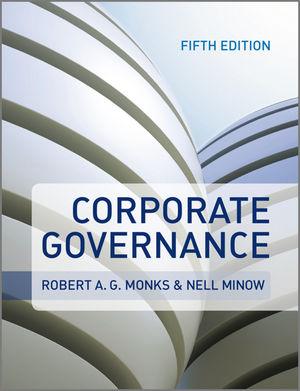 FIFTH EDITION
CORPORATE
GOVERNANCE
ROBERT A. G. MONKS & NELL MINOW